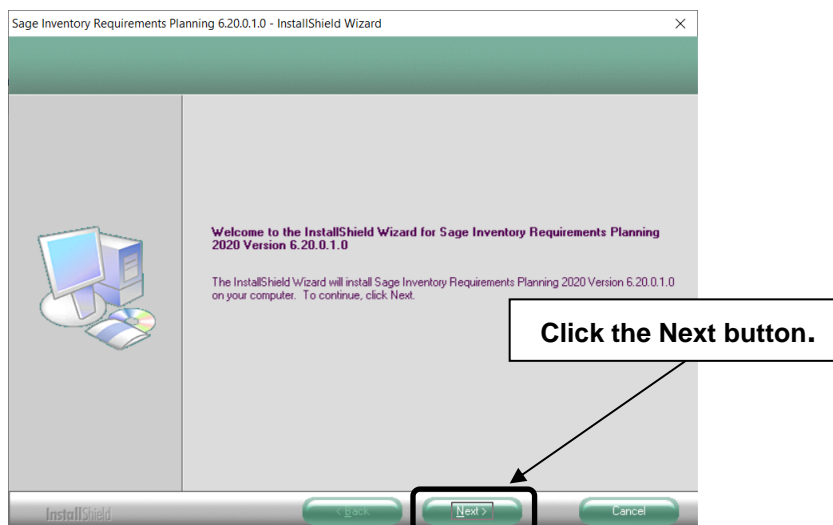 Sage Inventory Requirements Planning 6.20.0.1.0 - InstallShield Wizard
Welcome to the InstallShield Wizard for Sage Inventory Requirements Planning
2020 Version 6.20.0.1.0
The InstallShield Wizard will install Sage Inventory Requirements Planning 2020 Version 6.20.0.1.0
on your computer. To continue, click Next.
Click the Next button.
InstallShield
< Back
Next >
Cancel